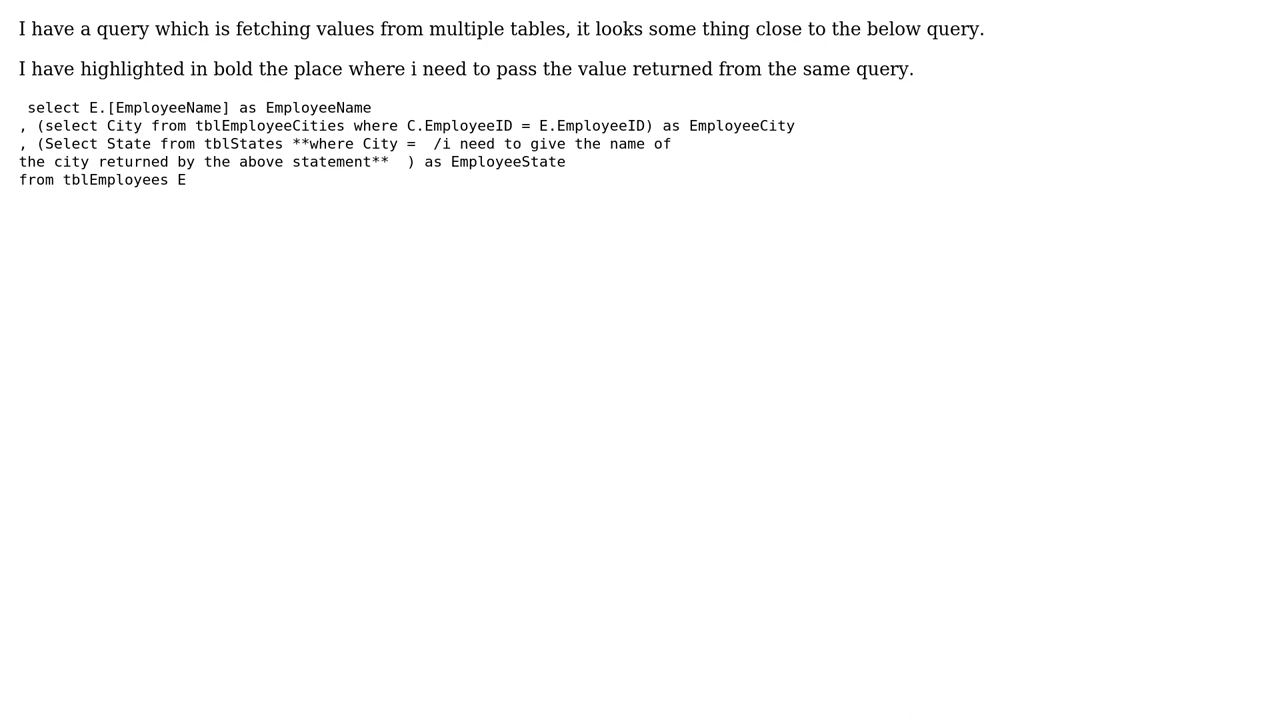 I have a query which is fetching values from multiple tables, it looks some thing close to the below query.
I have highlighted in bold the place where i need to pass the value returned from the same query.
select E.[EmployeeName] as EmployeeName
, (select City from tblEmployeeCities where C.EmployeeID = E.EmployeeID) as EmployeeCity
, (Select State from tblStates **where City =  /i need to give the name of
the city returned by the above statement**  ) as EmployeeState
from tblEmployees E